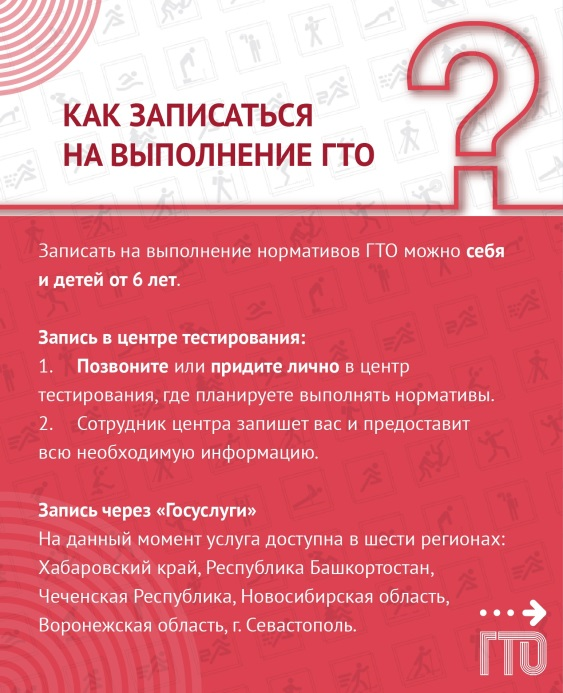 КАК ЗАПИСАТЬСЯ
НА ВЫПОЛНЕНИЕ ГТО
?
Записать на выполнение нормативов ГТО можно себя
и детей от 6 лет.
Запись в центре тестирования:
1. Позвоните или придите лично в центр
тестирования, где планируете выполнять нормативы.
2. Сотрудник центра запишет вас и предоставит
всю необходимую информацию.
Запись через «Госуслуги»
На данный момент услуга доступна в шести регионах:
Хабаровский край, Республика Башкортостан,
Чеченская Республика, Новосибирская область,
Воронежская область, г. Севастополь.
ГТО